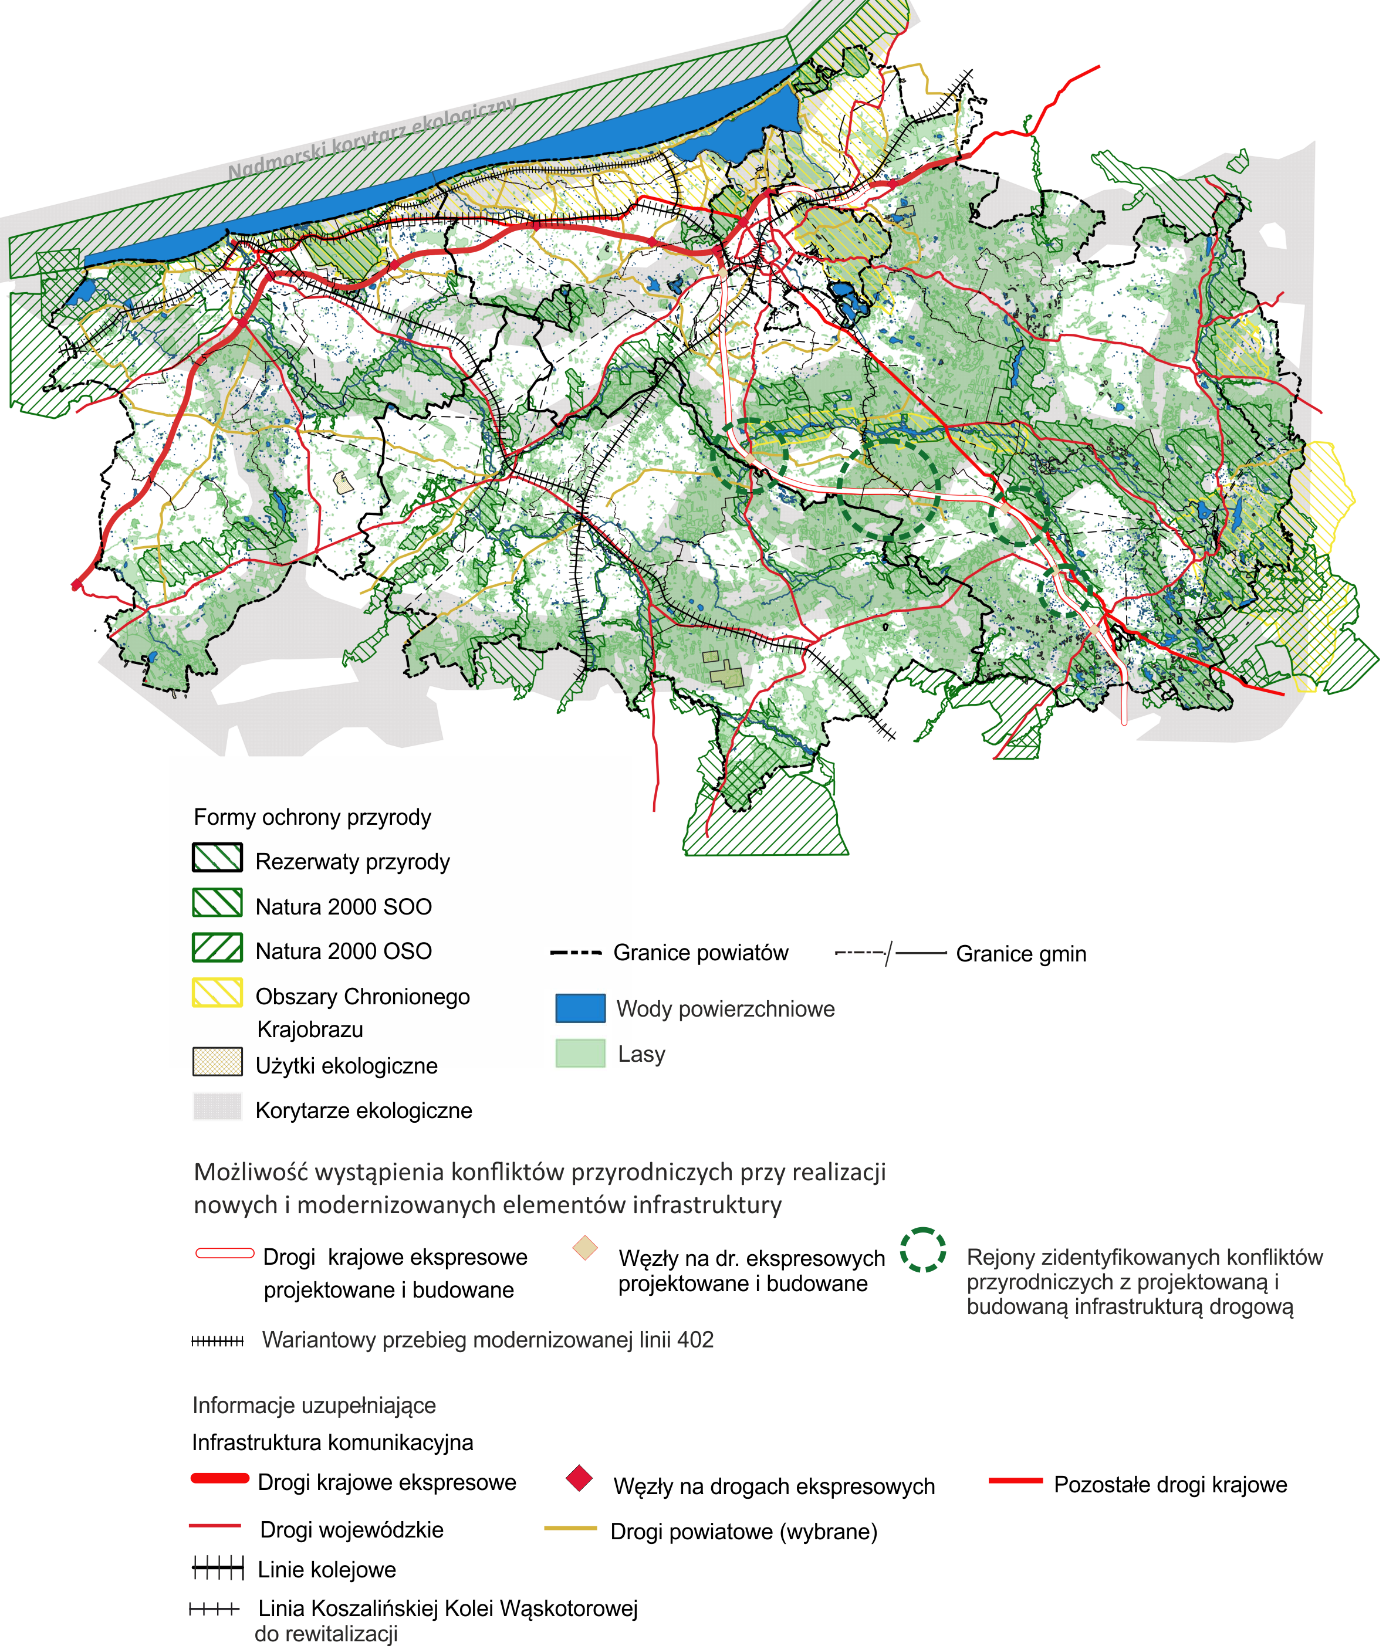 Nadmorski korytarz ekologiczny
Formy ochrony przyrody
Rezerwaty przyrody
Natura 2000 SOO
Natura 2000 OSO
Obszary Chronionego
Krajobrazu
Użytki ekologiczne
Korytarze ekologiczne
Granice powiatów
Granice gmin
Wody powierzchniowe
Lasy
Możliwość wystąpienia konfliktów przyrodniczych przy realizacji
nowych i modernizowanych elementów infrastruktury
Drogi krajowe ekspresowe
projektowane i budowane
Węzły na dr. ekspresowych
projektowane i budowane
Rejony zidentyfikowanych konfliktów
przyrodniczych z projektowaną i
budowaną infrastrukturą drogową
Wariantowy przebieg modernizowanej linii 402
Informacje uzupełniające
Infrastruktura komunikacyjna
Drogi krajowe ekspresowe
Węzły na drogach ekspresowych
Pozostałe drogi krajowe
Drogi wojewódzkie
Drogi powiatowe (wybrane)
Linie kolejowe
Linia Koszalińskiej Kolei Wąskotorowej
do rewitalizacji